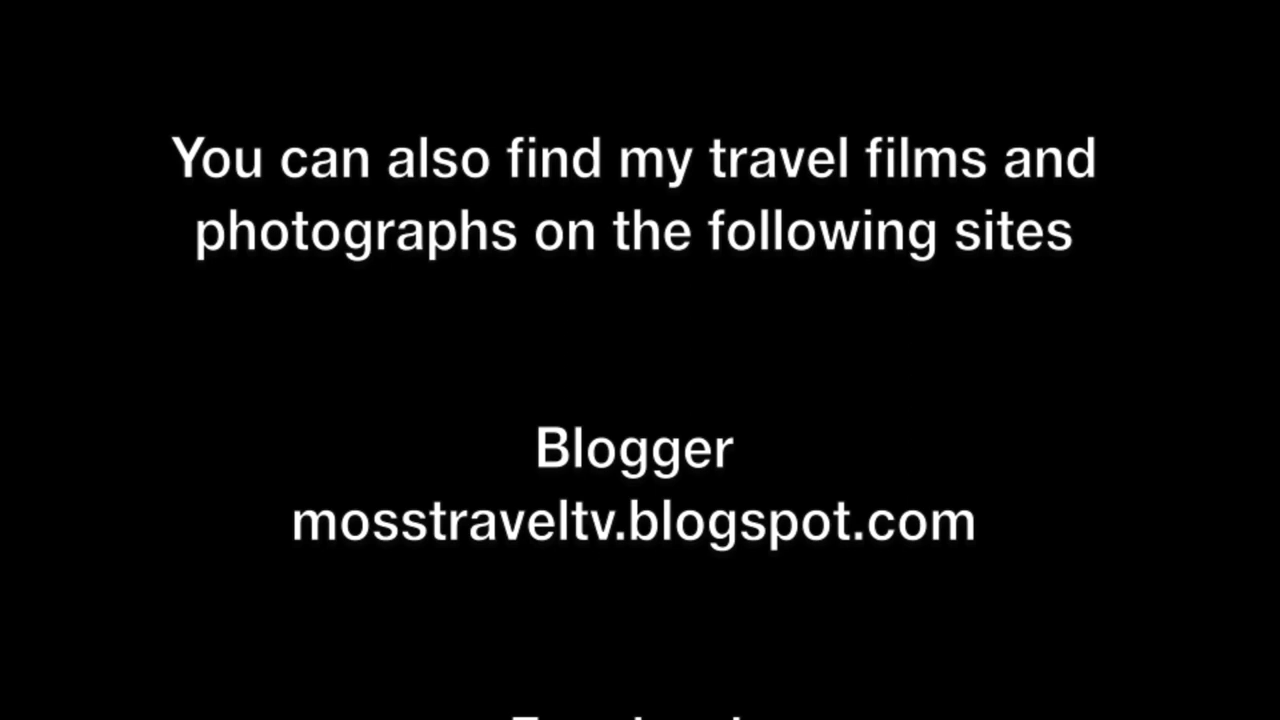 You can also find my travel films and
photographs on the following sites
Blogger
mosstraveltv.blogspot.com